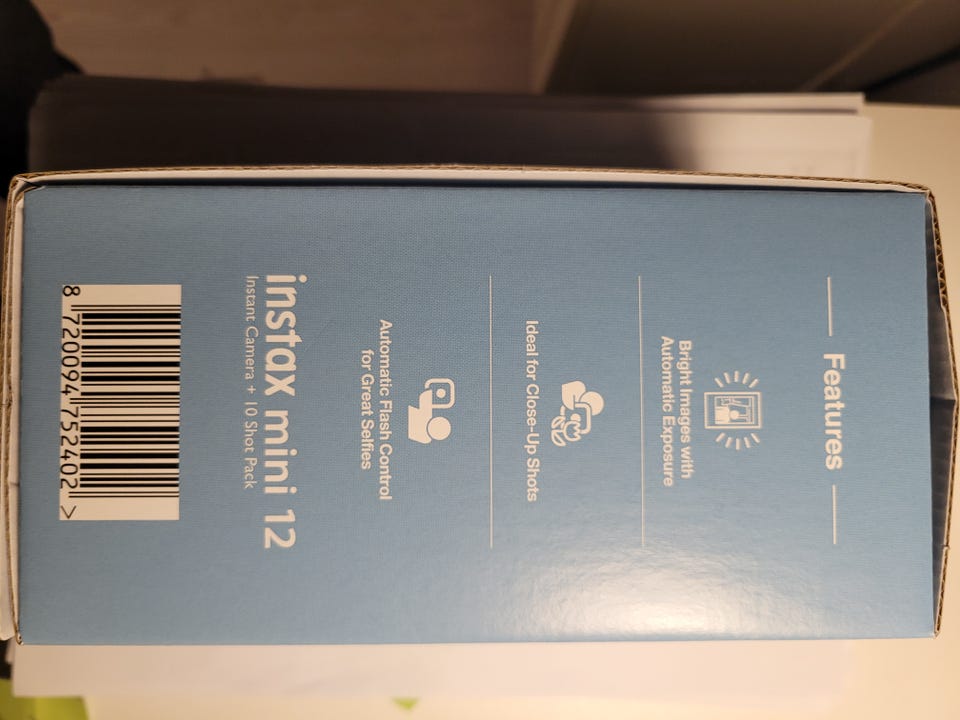 Features
Bright Images with
Automatic Exposure
Ideal for Close-Up Shots
Automatic Flash Control
for Great Selfies
instax mini 12
Instant Camera + 10 Shot Pack
8 720094 752402 >